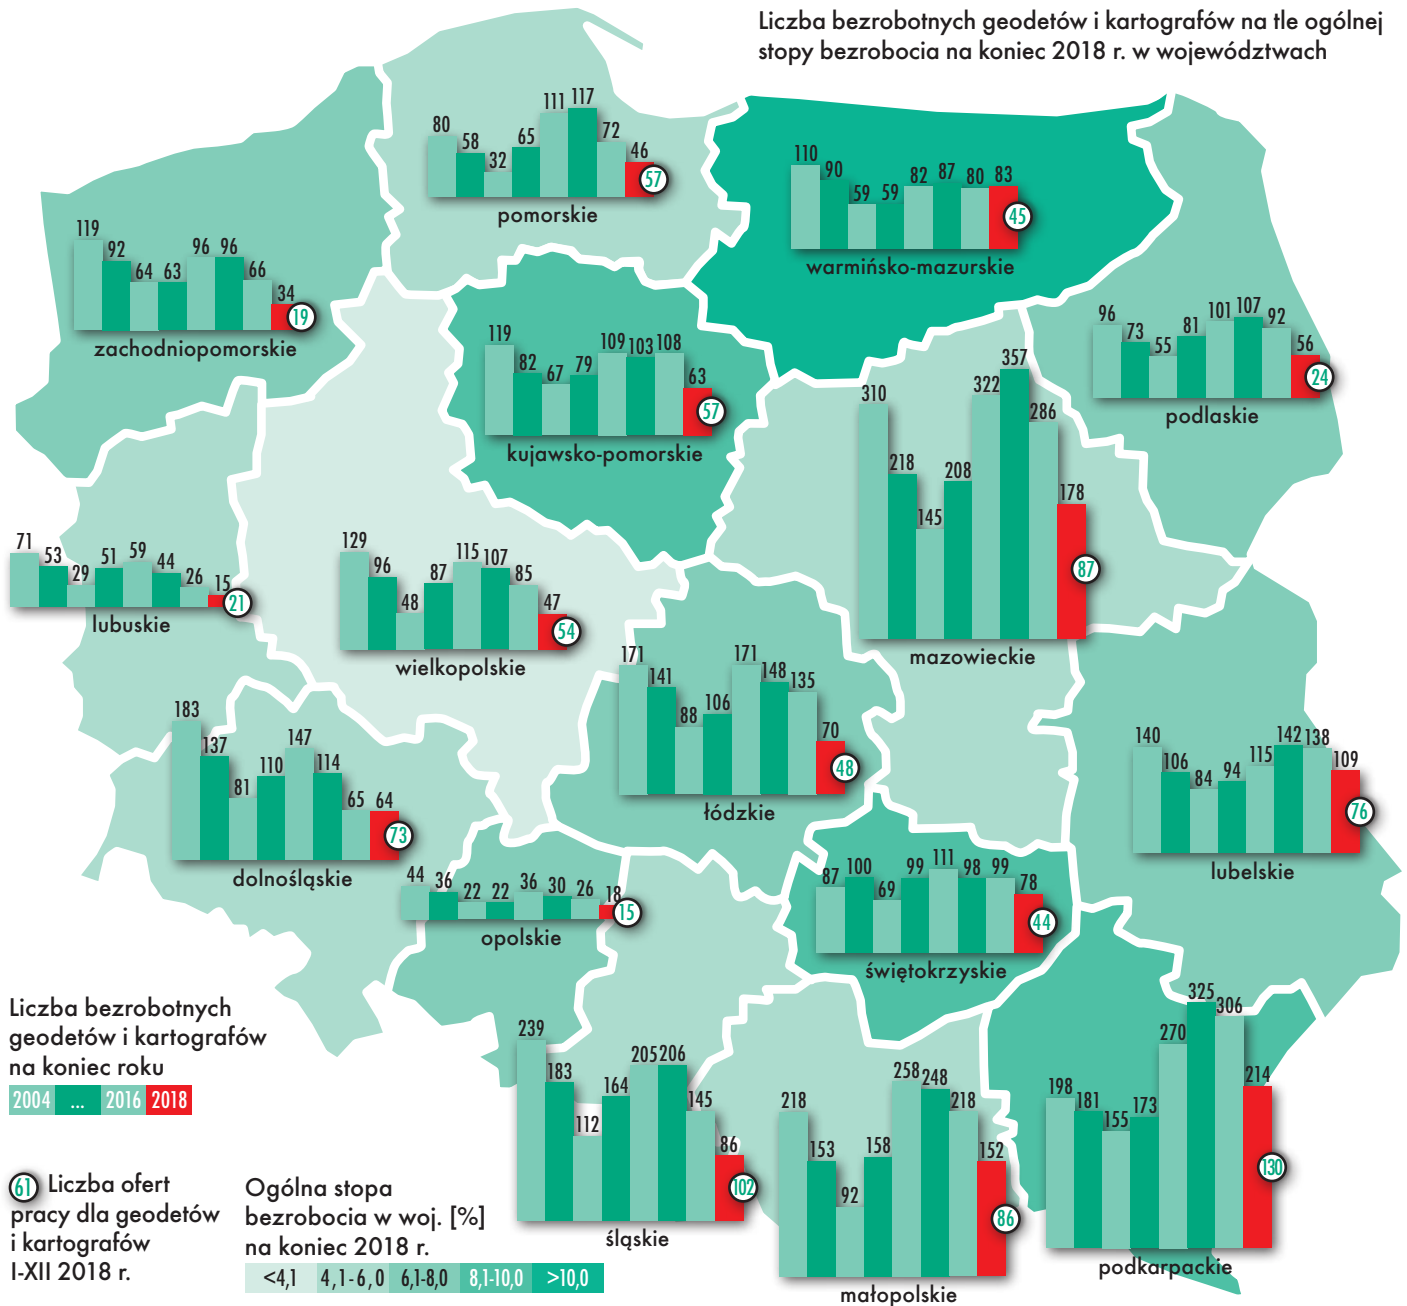 Liczba bezrobotnych geodetów i kartografów na tle ogólnej
stopy bezrobocia na koniec 2018 r. w województwach
80 58 32 65 111 117 72 46
57
pomorskie
110 90 59 59 82 87 80 83
45
warmińsko-mazurskie
119 92 64 63 96 96 66 34
19
zachodniopomorskie
119 82 67 79 109 103 108 63
57
kujawsko-pomorskie
96 73 55 81 101 107 92 56
24
podlaskie
310 218 145 208 322 357 286 178
87
mazowieckie
71 53 29 51 59 44 26 15
21
lubuskie
129 96 48 87 115 107 85 47
54
wielkopolskie
171 141 88 106 171 148 135 70
48
łódzkie
183 137 81 110 147 114 65 64
73
dolnośląskie
140 106 84 94 115 142 138 109
76
lubelskie
44 36 22 22 36 30 26 18
15
opolskie
87 100 69 99 111 98 99 78
44
świętokrzyskie
239 183 112 164 205 206 145 86
102
śląskie
218 153 92 158 258 248 218 152
86
małopolskie
198 181 155 173 270 325 306 214
130
podkarpackie
Liczba bezrobotnych
geodetów i kartografów
na koniec roku
2004 ... 2016 2018
61 Liczba ofert
pracy dla geodetów
i kartografów
I-XII 2018 r.
Ogólna stopa
bezrobocia w woj. [%]
na koniec 2018 r.
<4,1 4,1-6,0 6,1-8,0 8,1-10,0 >10,0